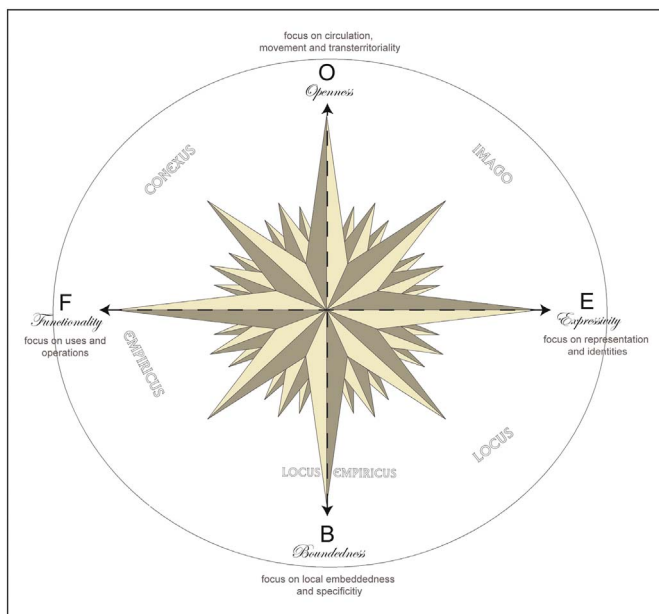 focus on circulation,
movement and transterritoriality
O
Openness
CONEXUS
IMAGO
F
Functionality
focus on uses and
operations
E
Expressivity
focus on representation
and identities
EMPIRICUS
LOCUS
LOCUS EMPIRICUS
B
Boundedness
focus on local embeddedness
and specificitiy